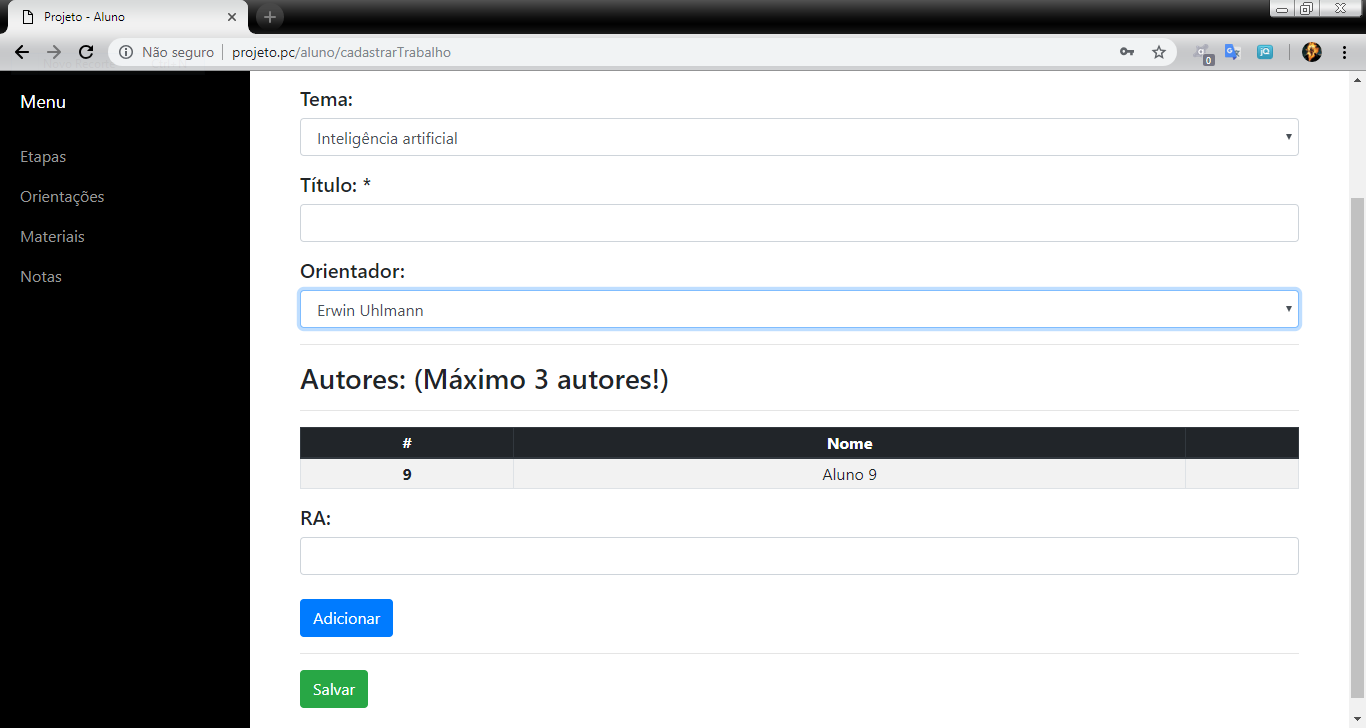 Projeto - Aluno
Não seguro
projeto.pc/aluno/cadastrarTrabalho
0
Menu
Etapas
Orientações
Materiais
Notas
Tema:
Inteligência artificial
Título: *
Orientador:
Erwin Uhlmann
Autores: (Máximo 3 autores!)
# Nome
9 Aluno 9
RA:
Adicionar
Salvar